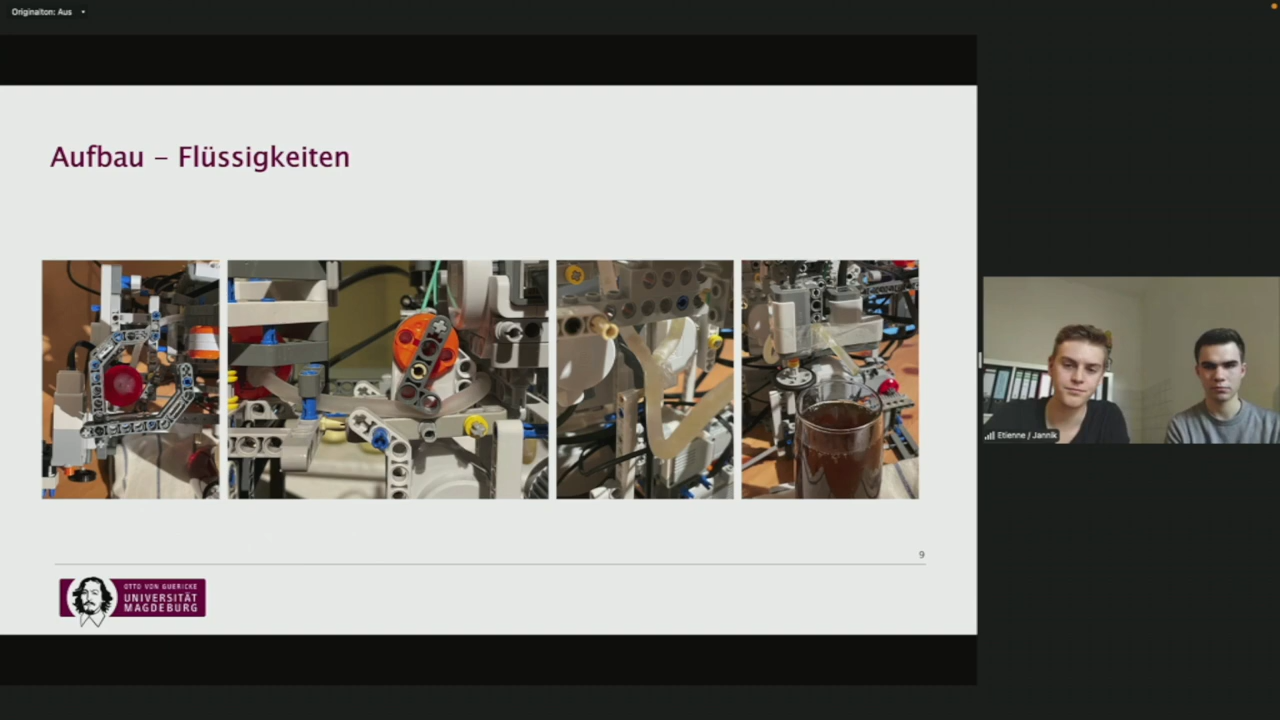 Originalton: Aus
Aufbau – Flüssigkeiten
Etienne / Jannik
9
OTTO VON GUERICKE
UNIVERSITÄT
MAGDEBURG